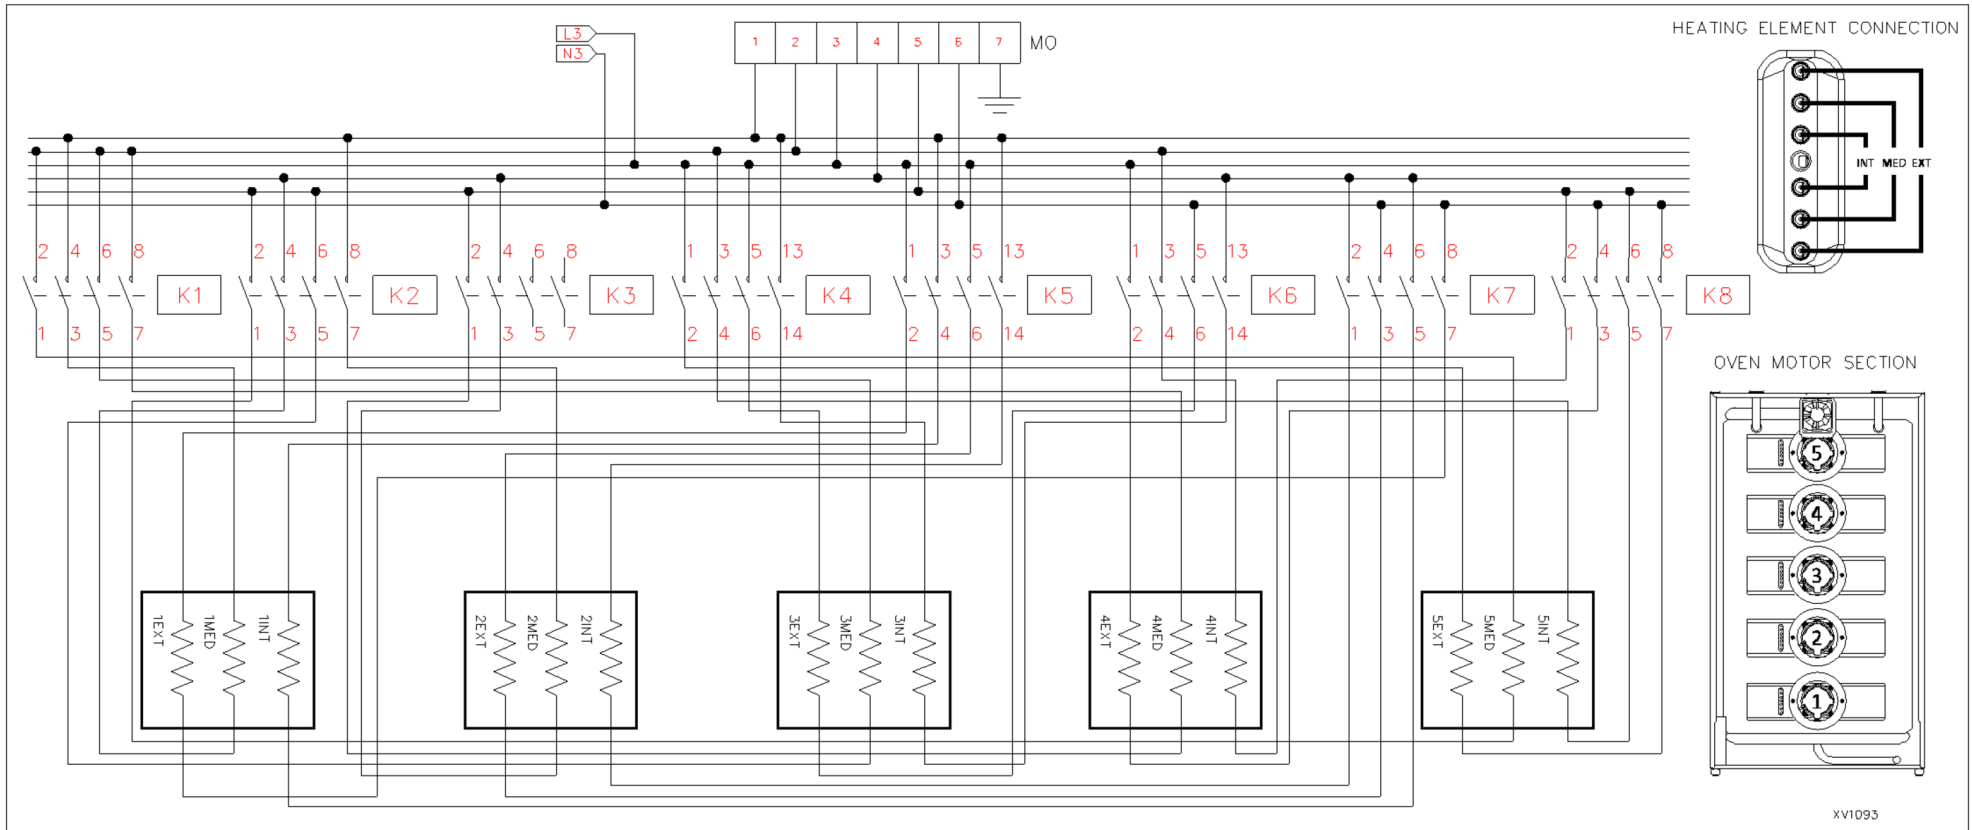 HEATING ELEMENT CONNECTION
L3
N3
1 2 3 4 5 6 7 MO
INT MED EXT
2 4 6 8 2 4 6 8 2 4 6 8 1 3 5 13 1 3 5 13 1 3 5 13 2 4 6 8 2 4 6 8
K1 K2 K3 K4 K5 K6 K7 K8
1 3 5 7 1 3 5 7 1 3 5 7 2 4 6 14 2 4 6 14 2 4 6 14 1 3 5 7 1 3 5 7
OVEN MOTOR SECTION
5
4
3
2
1
1EXT 1MED 1INT 2EXT 2MED 2INT 3EXT 3MED 3INT 4EXT 4MED 4INT 5EXT 5MED 5INT
XV1093